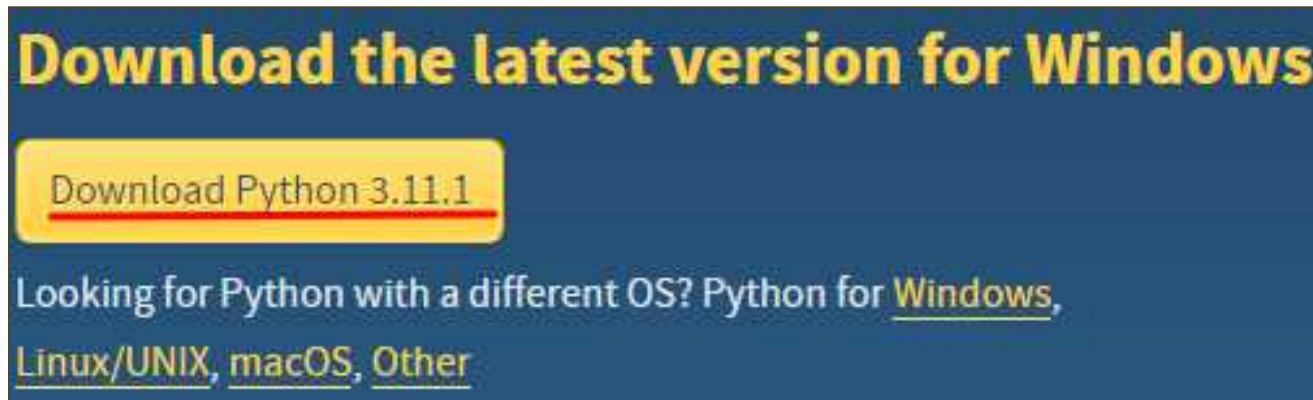 Download the latest version for Windows
Download Python 3.11.1
Looking for Python with a different OS? Python for Windows,
Linux/UNIX, macOS, Other